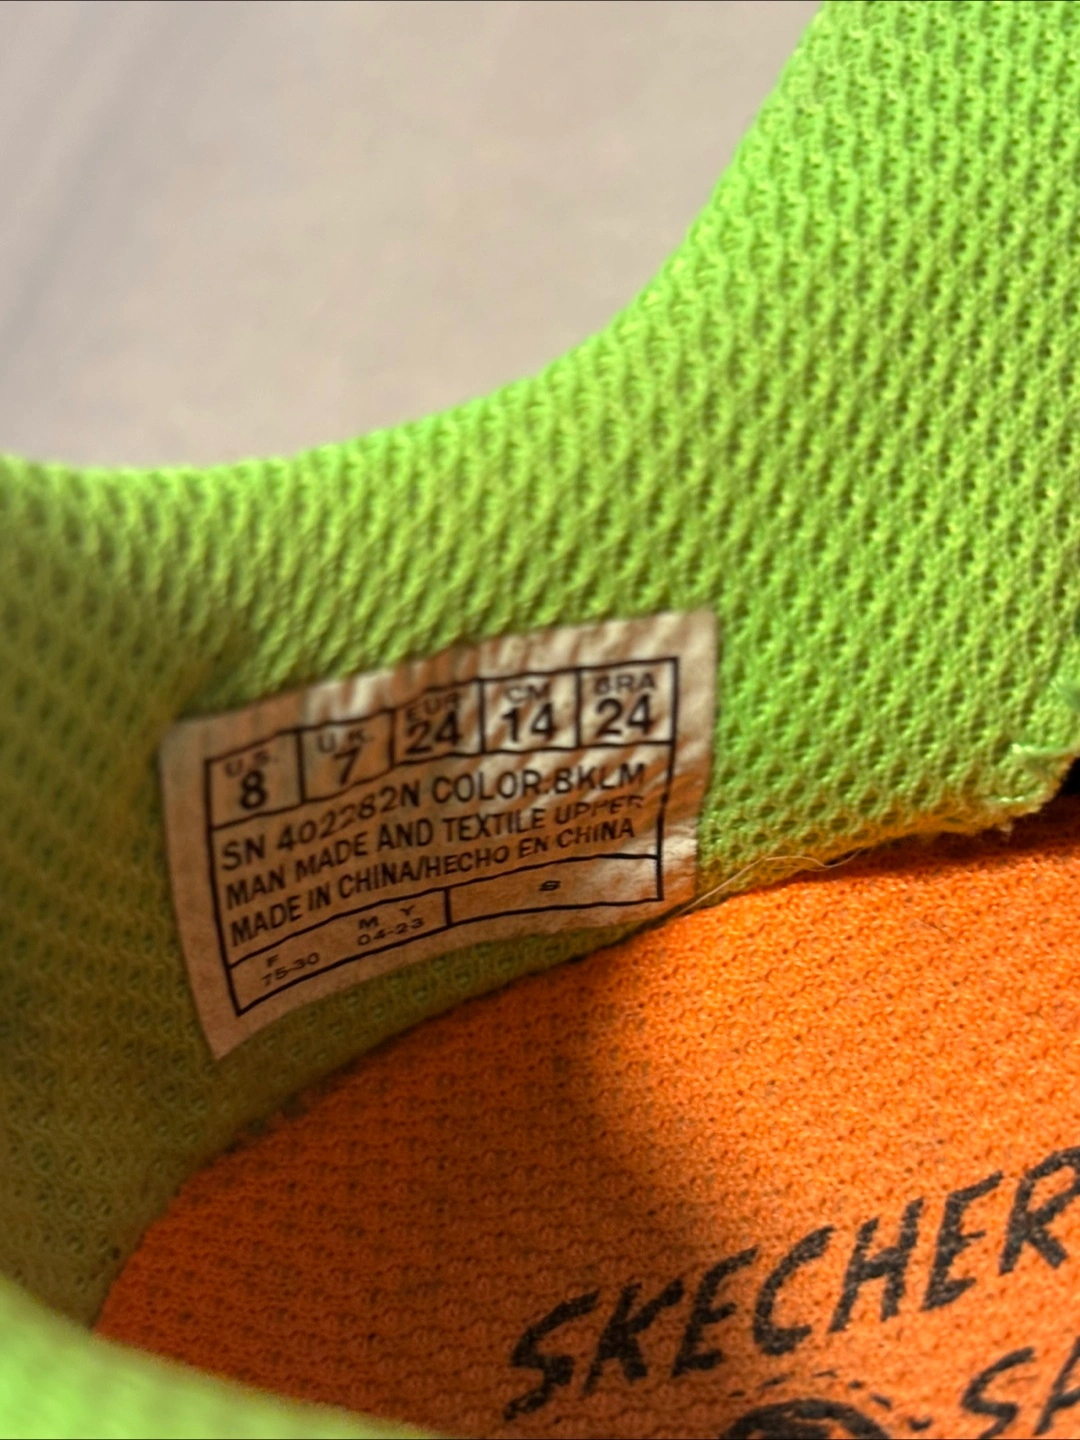 U.S. U.K. EUR CM BRA
8 7 24 14 24
SN 402282N COLOR:BKLM
MAN MADE AND TEXTILE UPPER
MADE IN CHINA/HECHO EN CHINA
F M Y S
75-30 04-23
SKECHER
SP